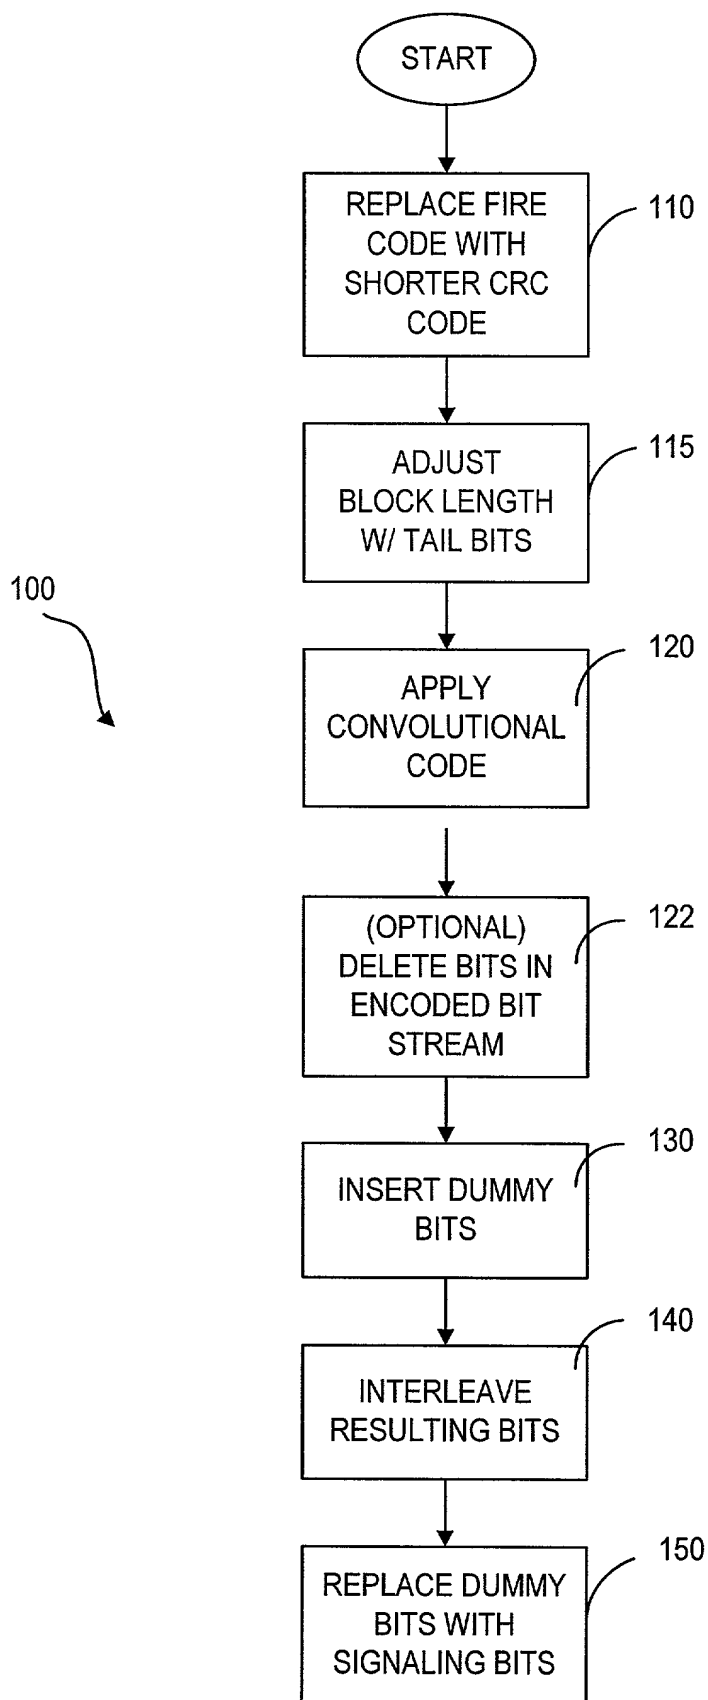 START
REPLACE FIRE
CODE WITH
SHORTER CRC
CODE
110
ADJUST
BLOCK LENGTH
W/ TAIL BITS
115
100
APPLY
CONVOLUTIONAL
CODE
120
(OPTIONAL)
DELETE BITS IN
ENCODED BIT
STREAM
122
INSERT DUMMY
BITS
130
INTERLEAVE
RESULTING BITS
140
REPLACE DUMMY
BITS WITH
SIGNALING BITS
150